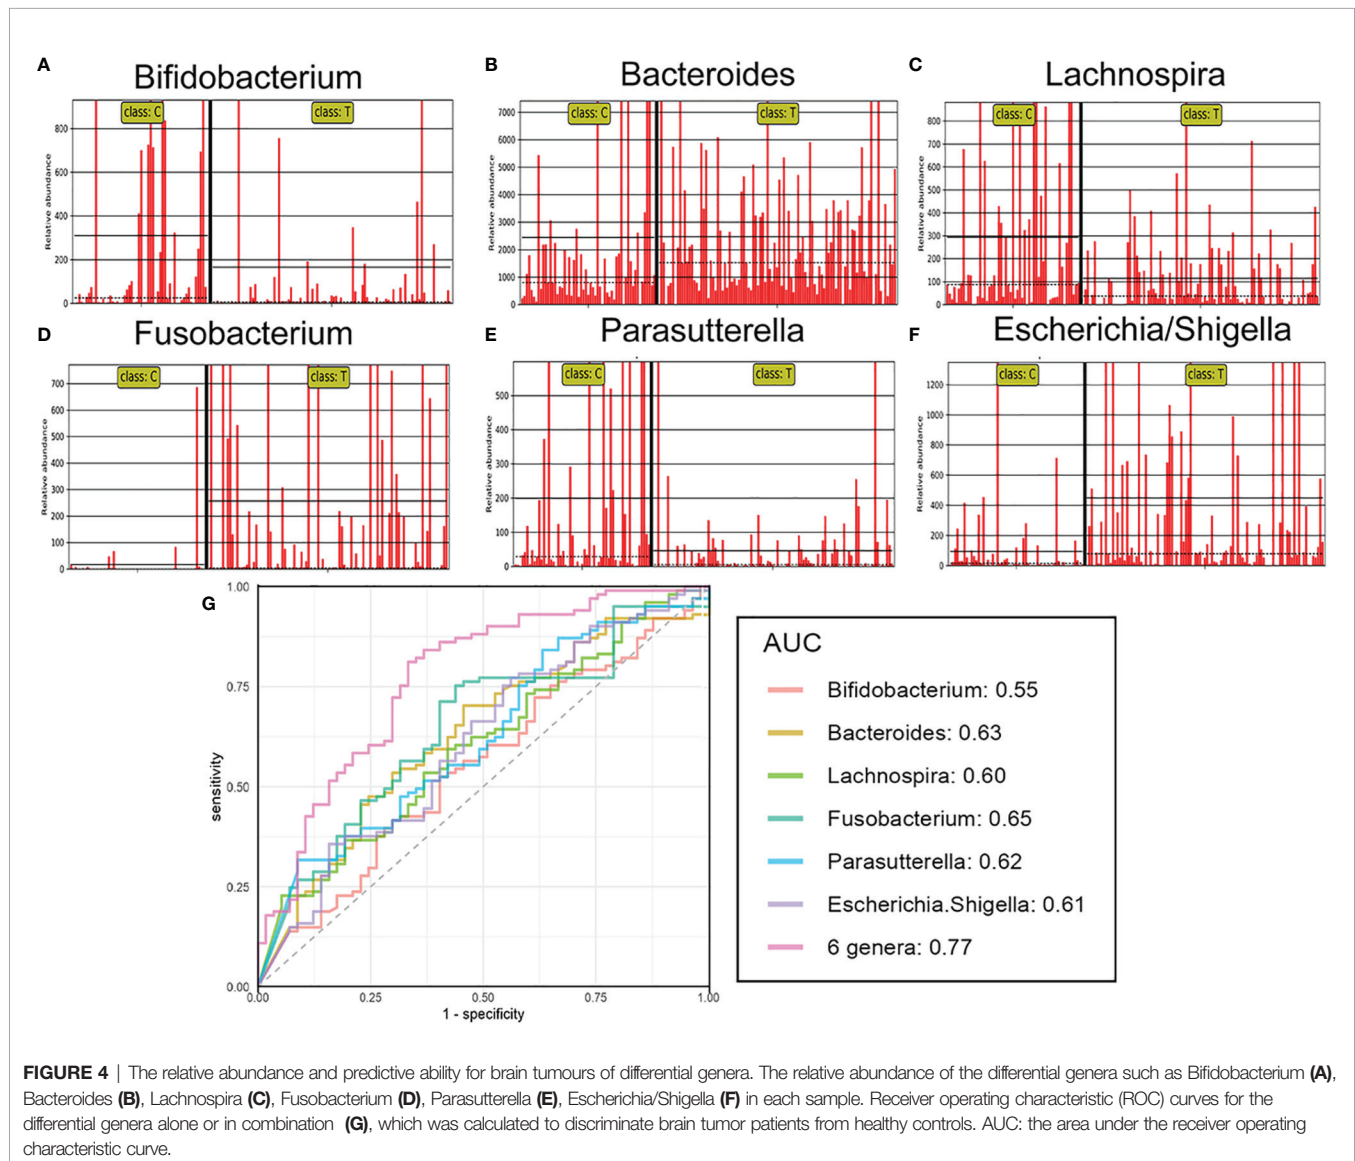 A
Bifidobacterium
class: C
class: T
Relative abundance
800
600
400
200
0
B
Bacteroides
class: C
class: T
Relative abundance
7000
6000
5000
4000
3000
2000
1000
0
C
Lachnospira
class: C
class: T
Relative abundance
800
700
600
500
400
300
200
100
0
D
Fusobacterium
class: C
class: T
Relative abundance
700
600
500
400
300
200
100
0
E
Parasutterella
class: C
class: T
Relative abundance
500
400
300
200
100
0
F
Escherichia/Shigella
class: C
class: T
Relative abundance
1200
1000
800
600
400
200
0
G
1.00
0.75
0.50
0.25
0.00
sensitivity
0.00 0.25 0.50 0.75 1.00
1 - specificity
AUC
Bifidobacterium: 0.55
Bacteroides: 0.63
Lachnospira: 0.60
Fusobacterium: 0.65
Parasutterella: 0.62
Escherichia.Shigella: 0.61
6 genera: 0.77
FIGURE 4 | The relative abundance and predictive ability for brain tumours of differential genera. The relative abundance of the differential genera such as Bifidobacterium (A),
Bacteroides (B), Lachnospira (C), Fusobacterium (D), Parasutterella (E), Escherichia/Shigella (F) in each sample. Receiver operating characteristic (ROC) curves for the
differential genera alone or in combination (G), which was calculated to discriminate brain tumor patients from healthy controls. AUC: the area under the receiver operating
characteristic curve.